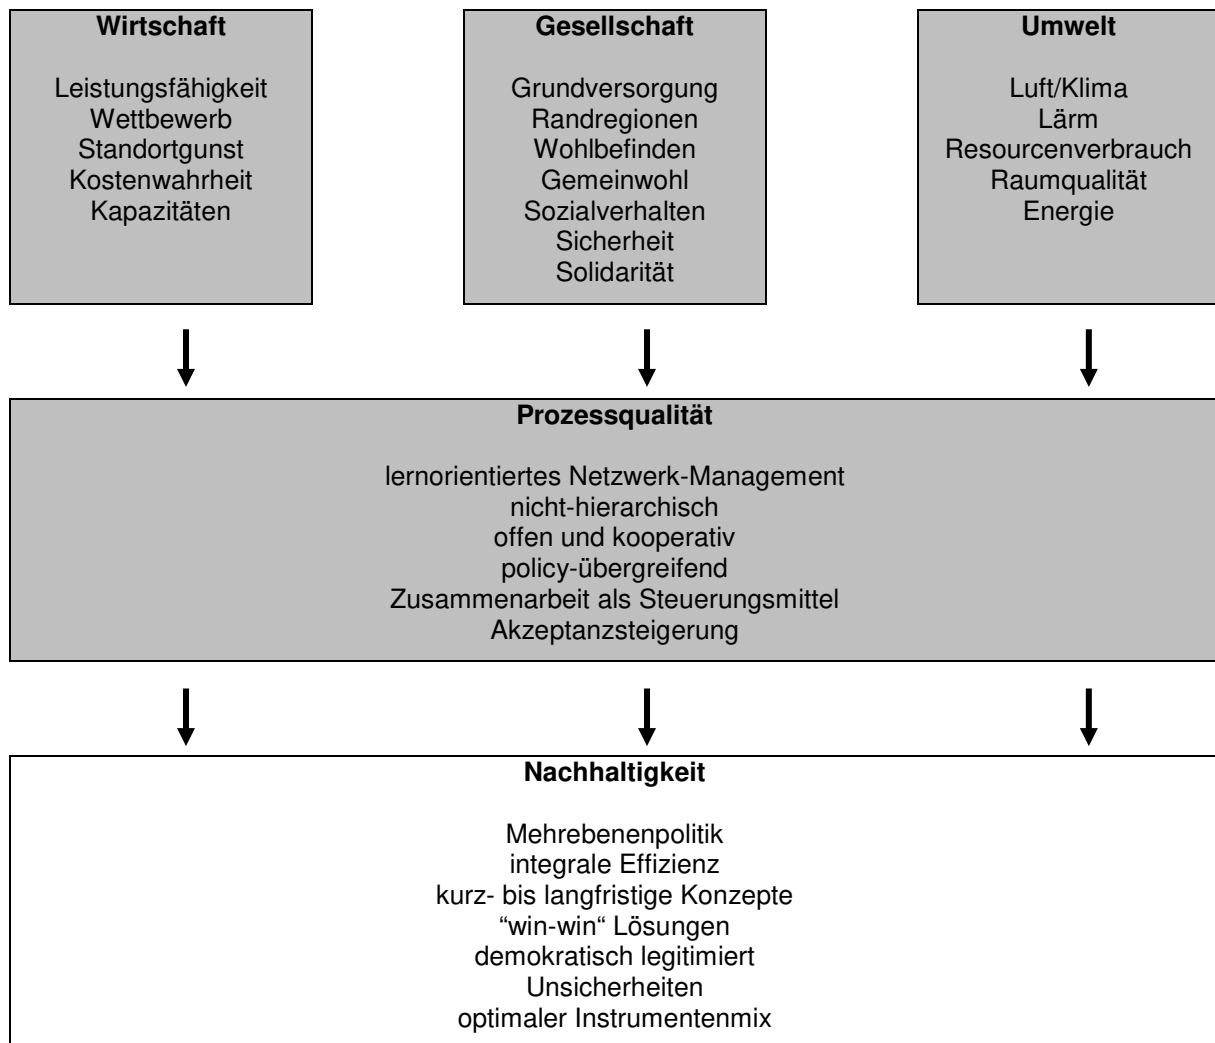 Wirtschaft
Leistungsfähigkeit
Wettbewerb
Standortgunst
Kostenwahrheit
Kapazitäten
Gesellschaft
Grundversorgung
Randregionen
Wohlbefinden
Gemeinwohl
Sozialverhalten
Sicherheit
Solidarität
Umwelt
Luft/Klima
Lärm
Resourcenverbrauch
Raumqualität
Energie
Prozessqualität
lernorientiertes Netzwerk-Management
nicht-hierarchisch
offen und kooperativ
policy-übergreifend
Zusammenarbeit als Steuerungsmittel
Akzeptanzsteigerung
Nachhaltigkeit
Mehrebenenpolitik
integrale Effizienz
kurz- bis langfristige Konzepte
“win-win“ Lösungen
demokratisch legitimiert
Unsicherheiten
optimaler Instrumentenmix